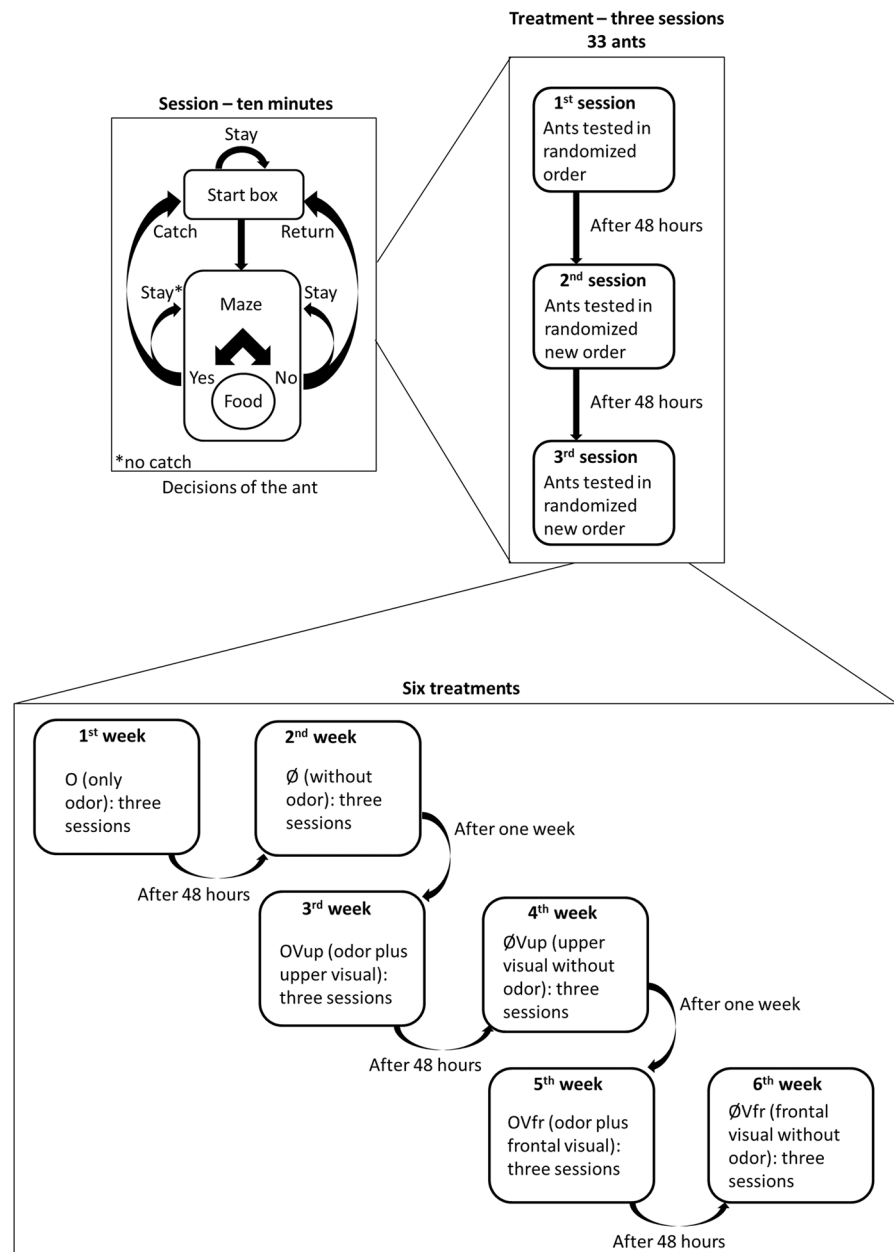 Treatment – three sessions
33 ants
Session – ten minutes
Stay
Start box
Catch
Return
Stay*
Stay
Maze
Yes
No
Food
*no catch
Decisions of the ant
1st session
Ants tested in
randomized
order
After 48 hours
2nd session
Ants tested in
randomized
new order
After 48 hours
3rd session
Ants tested in
randomized
new order
Six treatments
1st week
O (only
odor): three
sessions
After 48 hours
2nd week
Ø (without
odor): three
sessions
After one week
3rd week
OVup (odor plus
upper visual):
three sessions
After 48 hours
4th week
ØVup (upper
visual without
odor): three
sessions
After one week
5th week
OVfr (odor plus
frontal visual):
three sessions
After 48 hours
6th week
ØVfr (frontal
visual without
odor): three
sessions